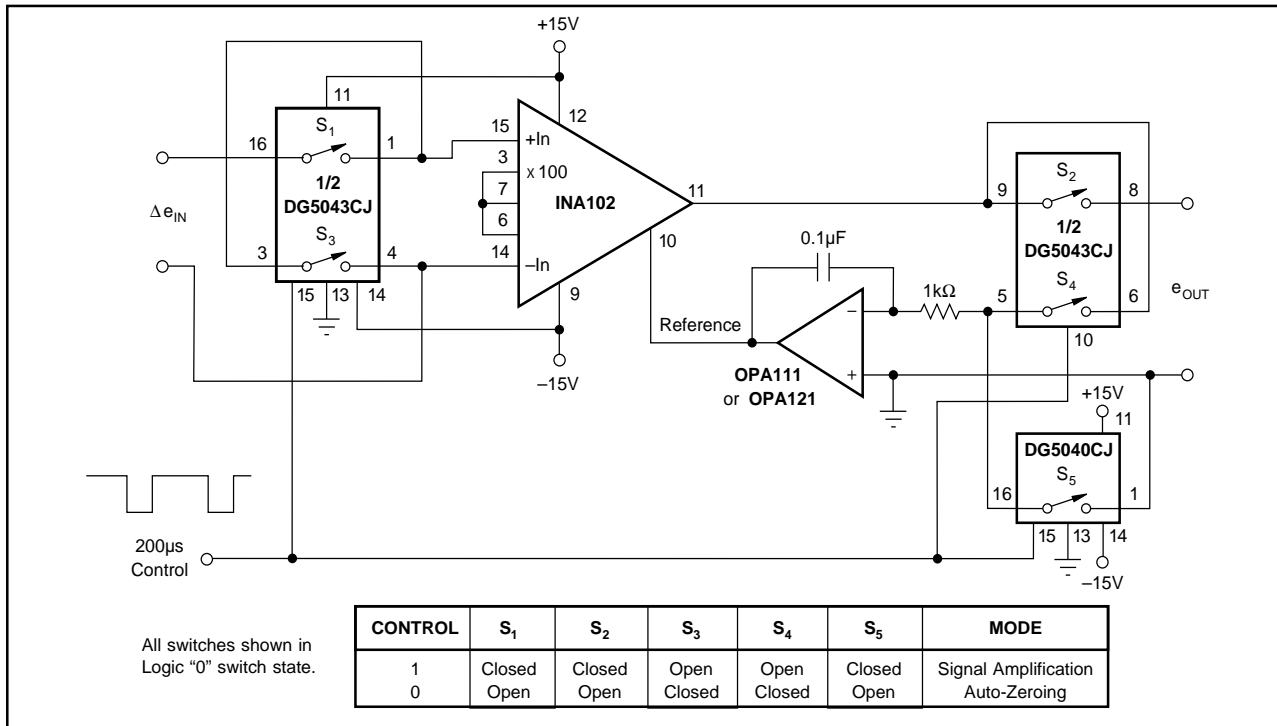 +15V
11
12
S1
15
+In
16
1
3
x 100
1/2
DG5043CJ
7
INA102
11
ΔeIN
6
S3
3
4
14
–In
10
15
13
14
9
–15V
Reference
0.1µF
1kΩ
–
+
OPA111
or OPA121
9
S2
8
1/2
DG5043CJ
S4
5
6
10
eOUT
+15V
11
DG5040CJ
S5
16
1
15
13
14
–15V
200µs
Control
All switches shown in
Logic “0” switch state.
CONTROL S1 S2 S3 S4 S5 MODE
1 Closed Closed Open Open Closed Signal Amplification
0 Open Open Closed Closed Open Auto-Zeroing